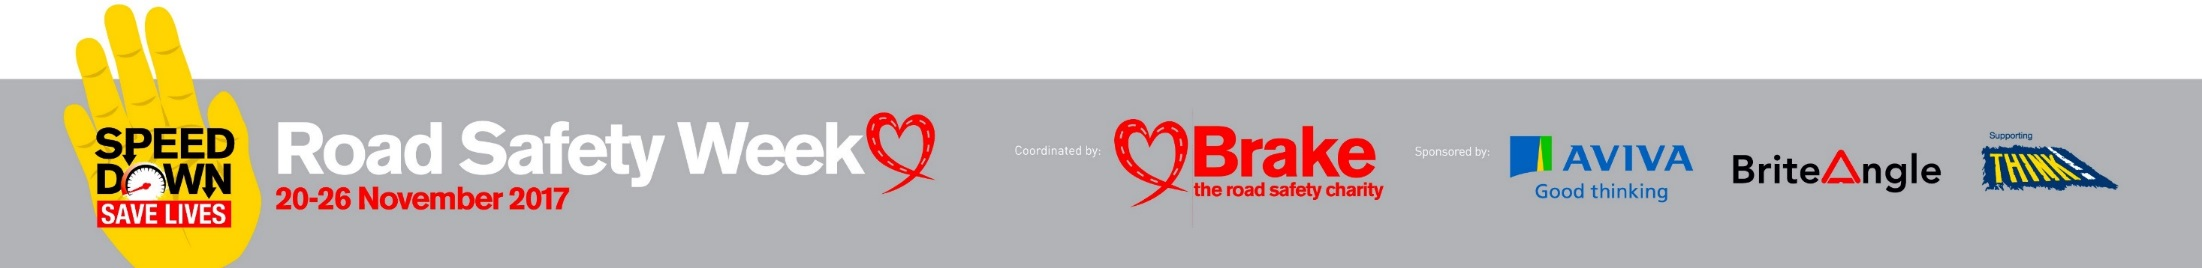 SPEED
DOWN
SAVE LIVES
Road Safety Week
20-26 November 2017
Coordinated by:
Brake
the road safety charity
Sponsored by:
AVIVA
Good thinking
BriteAngle
Supporting
THINK!